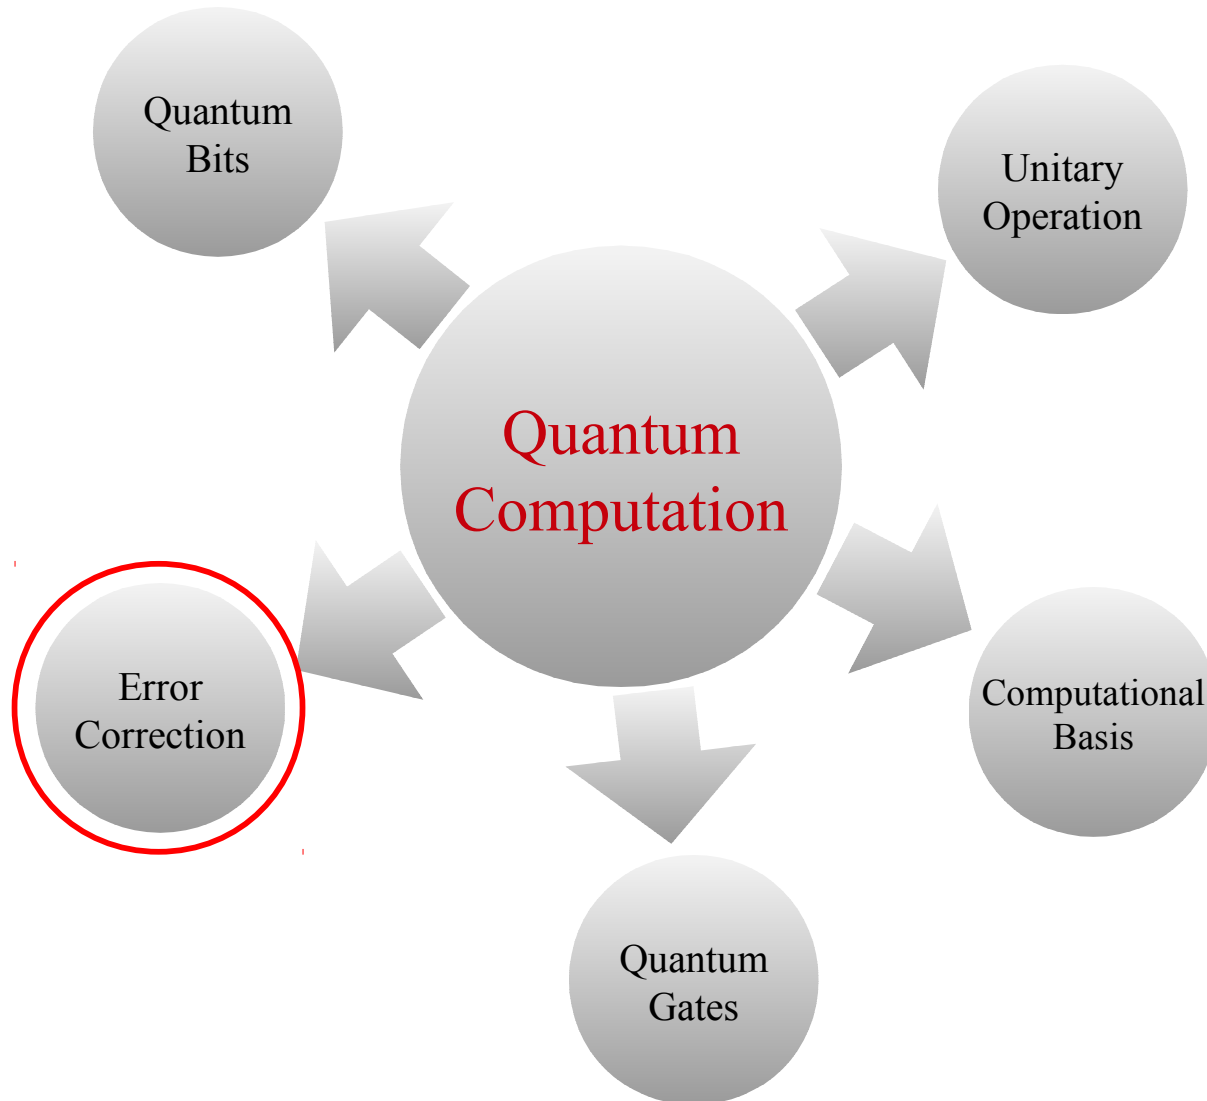 Quantum
Bits
Unitary
Operation
Quantum
Computation
Error
Correction
Computational
Basis
Quantum
Gates